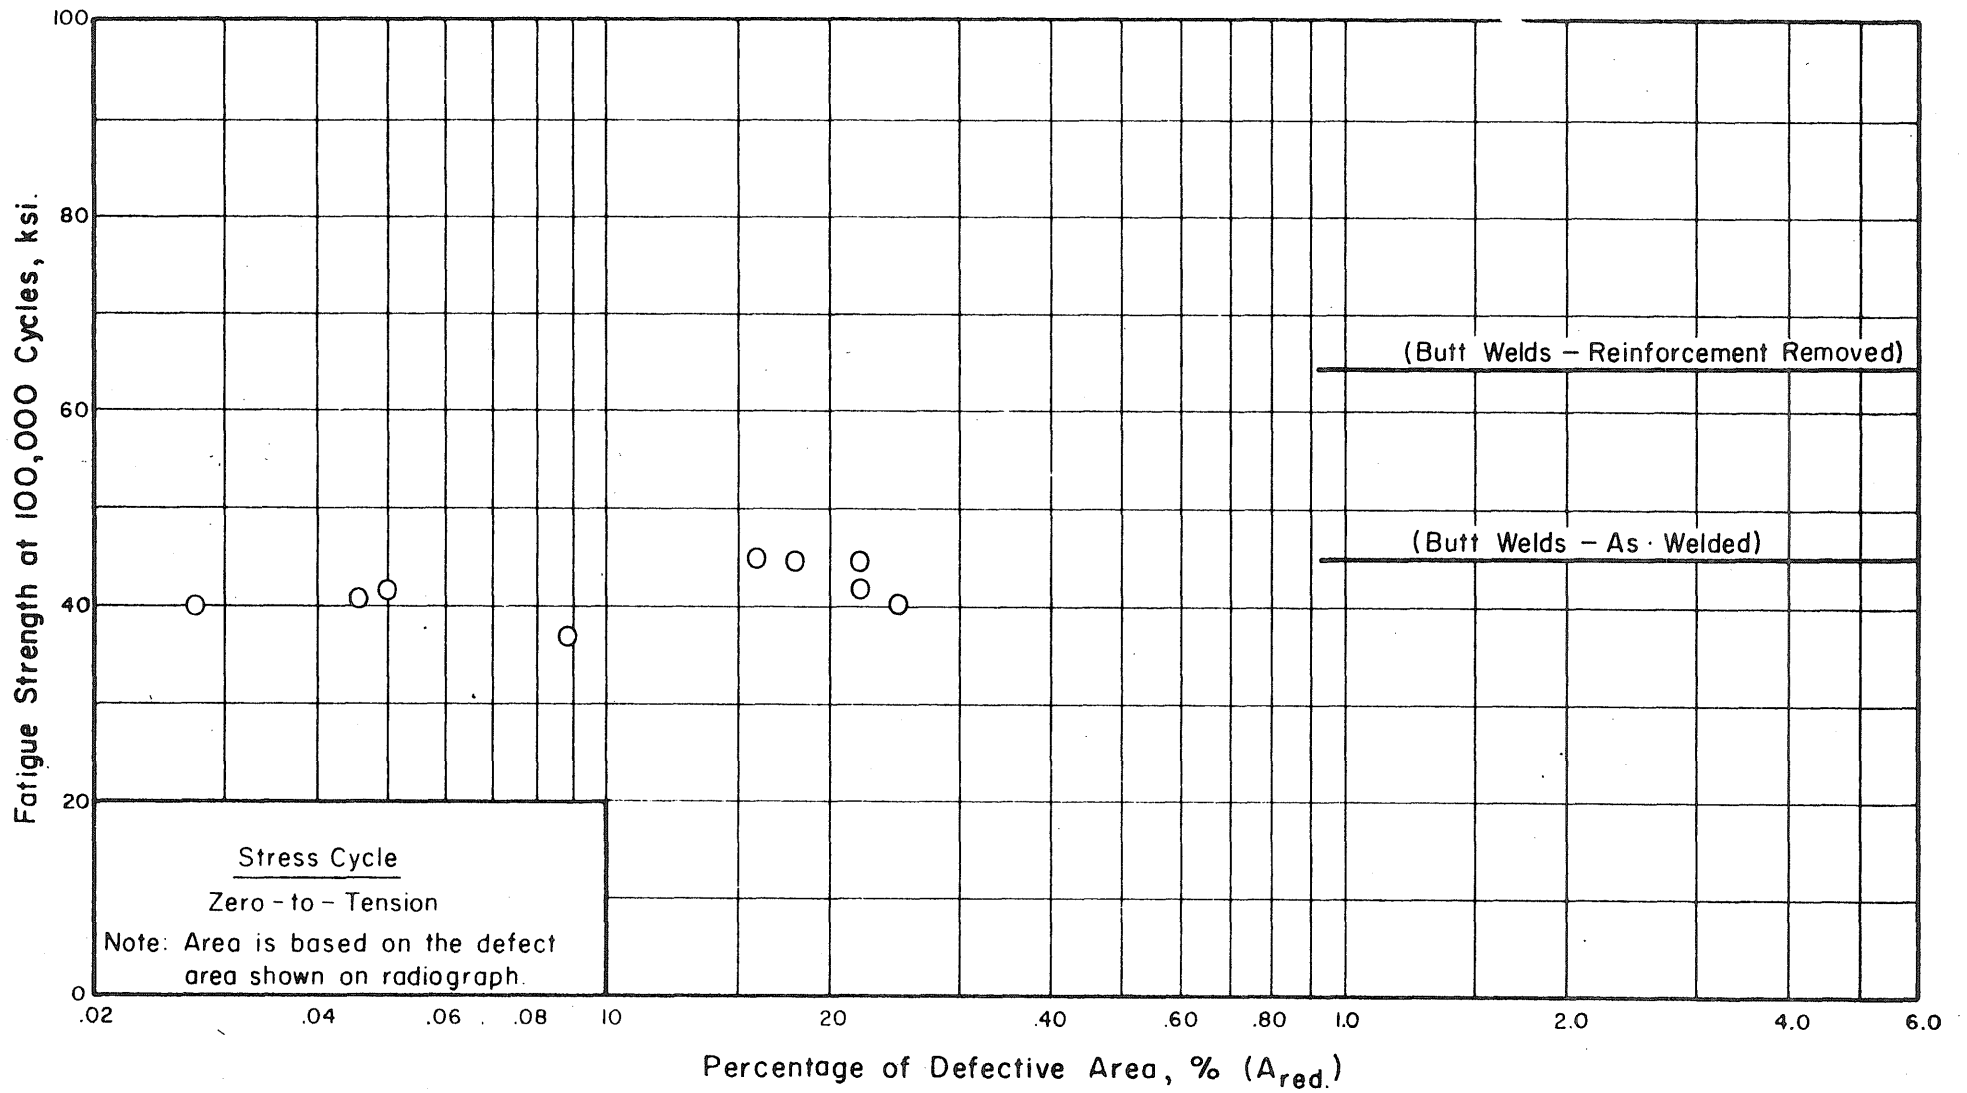 Fatigue Strength at 100,000 Cycles, ksi.
100
80
60
40
20
0
(Butt Welds – Reinforcement Removed)
(Butt Welds – As · Welded)
Stress Cycle
Zero - to – Tension
Note: Area is based on the defect
area shown on radiograph.
.02 .04 .06 .08 10 20 .40 .60 .80 1.0 2.0 4.0 6.0
Percentage of Defective Area, % (Ared.)